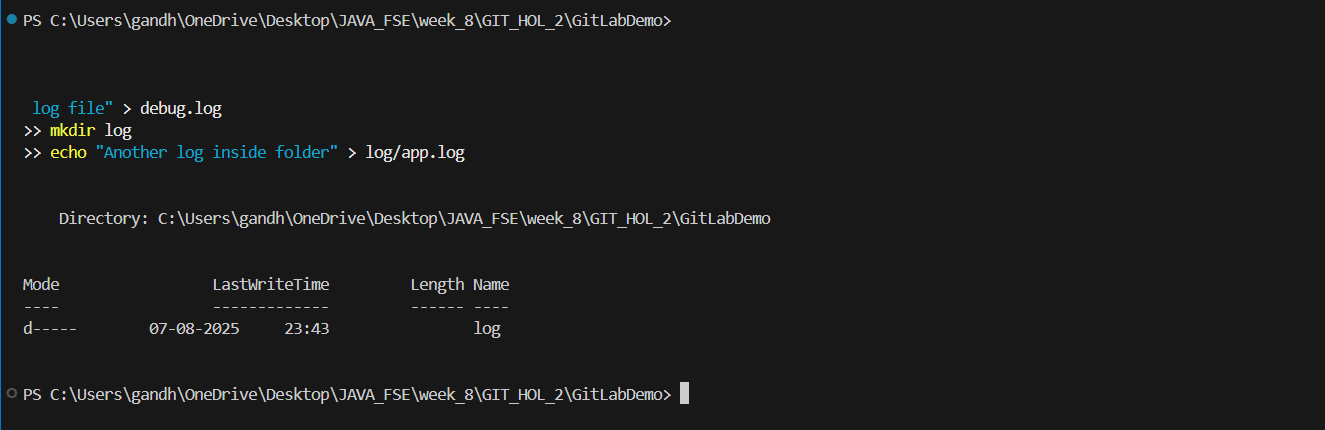 PS C:\Users\gandh\OneDrive\Desktop\JAVA_FSE\week_8\GIT_HOL_2\GitLabDemo>
log file" > debug.log
>> mkdir log
>> echo "Another log inside folder" > log/app.log
Directory: C:\Users\gandh\OneDrive\Desktop\JAVA_FSE\week_8\GIT_HOL_2\GitLabDemo
Mode                 LastWriteTime         Length Name
----                 -------------         ------ ----
d-----        07-08-2025     23:43                log
PS C:\Users\gandh\OneDrive\Desktop\JAVA_FSE\week_8\GIT_HOL_2\GitLabDemo>